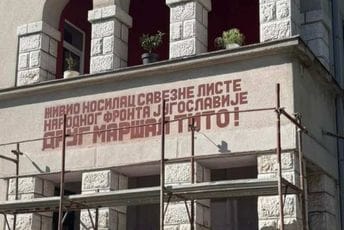 ЖИВИО НОСИЛАЦ САВЕЗНЕ ЛИСТЕ
НАРОДНОГ ФРОНТА ЈУГОСЛАВИЈЕ
ДРУГ МАРШАЛ ТИТО!